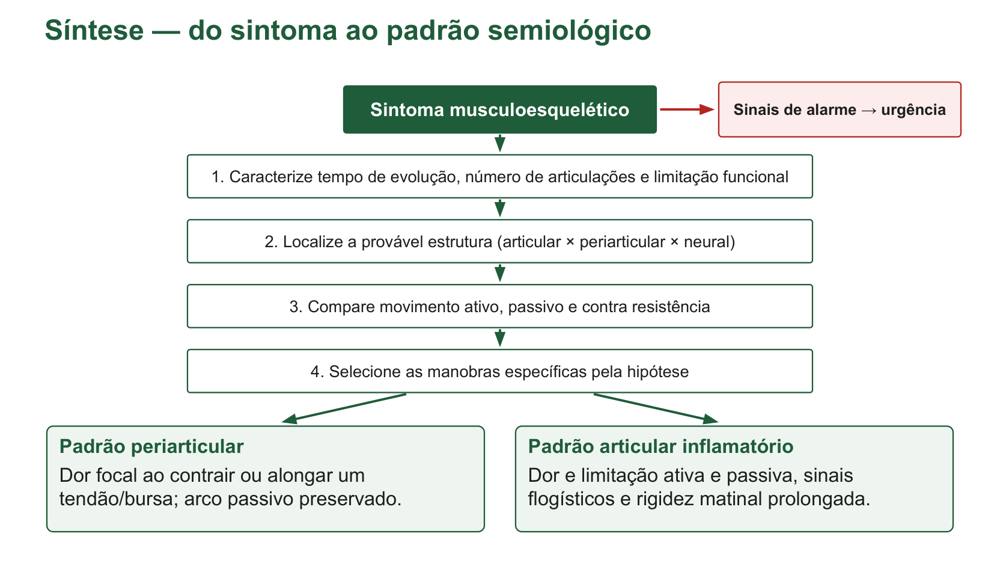 Síntese — do sintoma ao padrão semiológico
Sintoma musculoesquelético
Sinais de alarme → urgência
1. Caracterize tempo de evolução, número de articulações e limitação funcional
2. Localize a provável estrutura (articular × periarticular × neural)
3. Compare movimento ativo, passivo e contra resistência
4. Selecione as manobras específicas pela hipótese
Padrão periarticular
Dor focal ao contrair ou alongar um
tendão/bursa; arco passivo preservado.
Padrão articular inflamatório
Dor e limitação ativa e passiva, sinais
flogísticos e rigidez matinal prolongada.